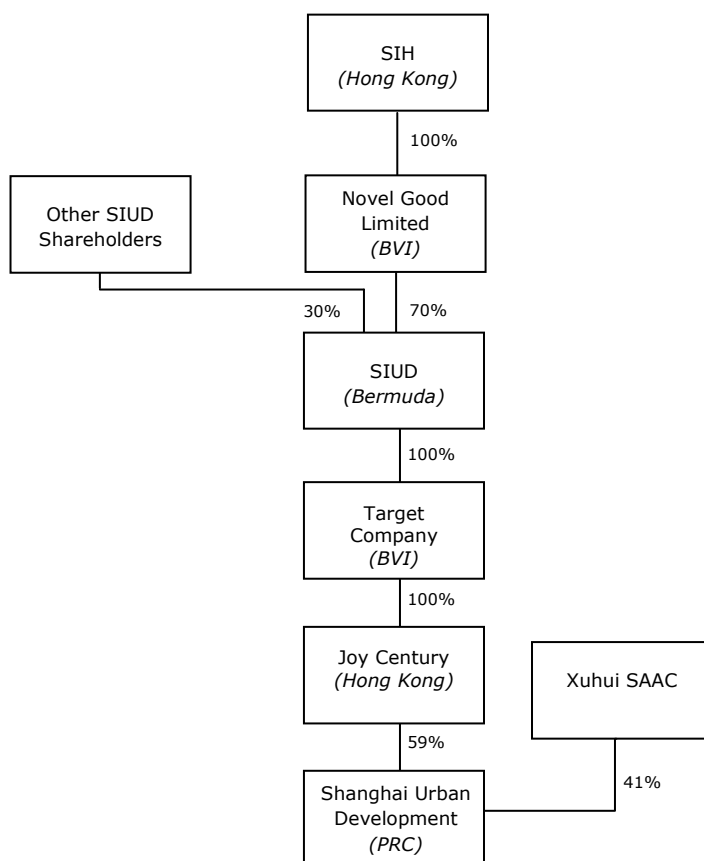 SIH
(Hong Kong)
100%
Other SIUD
Shareholders
Novel Good
Limited
(BVI)
30%
70%
SIUD
(Bermuda)
100%
Target
Company
(BVI)
100%
Joy Century
(Hong Kong)
Xuhui SAAC
59%
41%
Shanghai Urban
Development
(PRC)